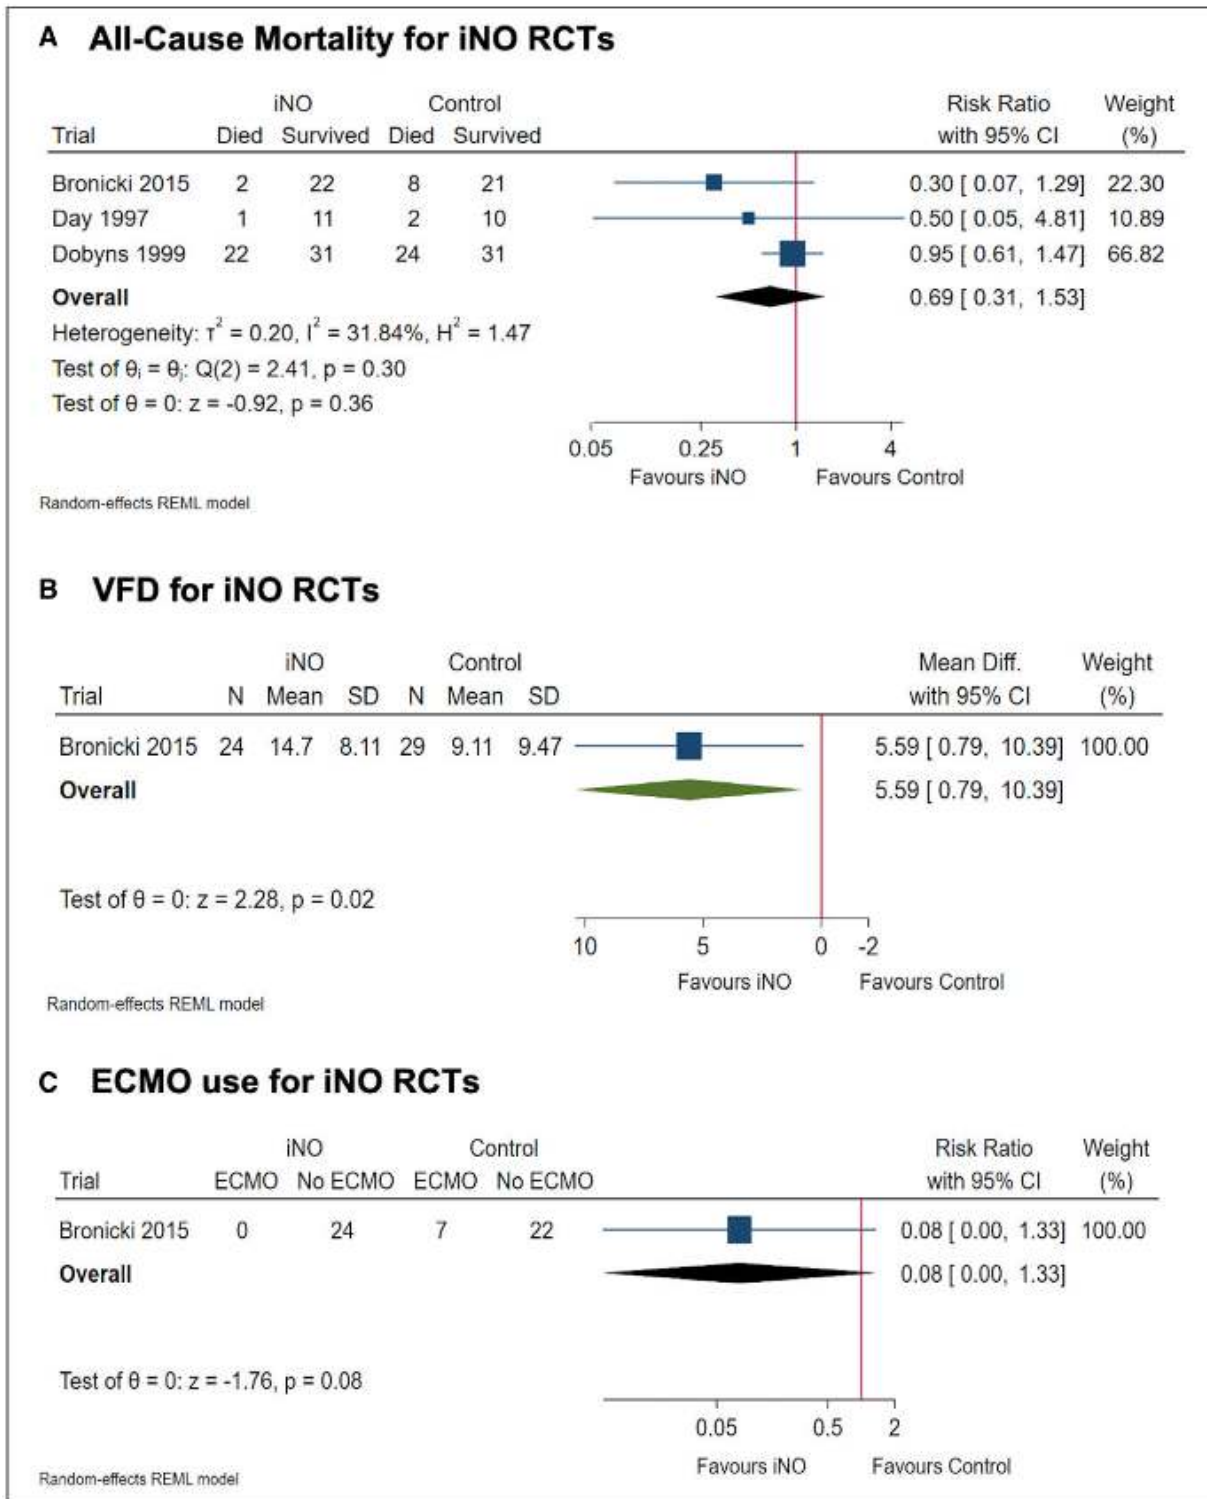 A All-Cause Mortality for iNO RCTs
iNO Control Risk Ratio Weight
Trial Died Survived Died Survived with 95% CI (%)
Bronicki 2015 2 22 8 21 0.30 [ 0.07, 1.29] 22.30
Day 1997 1 11 2 10 0.50 [ 0.05, 4.81] 10.89
Dobyns 1999 22 31 24 31 0.95 [ 0.61, 1.47] 66.82
Overall 0.69 [ 0.31, 1.53]
Heterogeneity: τ² = 0.20, I² = 31.84%, H² = 1.47
Test of θᵢ = θⱼ: Q(2) = 2.41, p = 0.30
Test of θ = 0: z = -0.92, p = 0.36
0.05 0.25 1 4
Favours iNO Favours Control
Random-effects REML model
B VFD for iNO RCTs
iNO Control Mean Diff. Weight
Trial N Mean SD N Mean SD with 95% CI (%)
Bronicki 2015 24 14.7 8.11 29 9.11 9.47 5.59 [ 0.79, 10.39] 100.00
Overall 5.59 [ 0.79, 10.39]
Test of θ = 0: z = 2.28, p = 0.02
10 5 0 -2
Favours iNO Favours Control
Random-effects REML model
C ECMO use for iNO RCTs
iNO Control Risk Ratio Weight
Trial ECMO No ECMO ECMO No ECMO with 95% CI (%)
Bronicki 2015 0 24 7 22 0.08 [ 0.00, 1.33] 100.00
Overall 0.08 [ 0.00, 1.33]
Test of θ = 0: z = -1.76, p = 0.08
0.05 0.5 2
Favours iNO Favours Control
Random-effects REML model